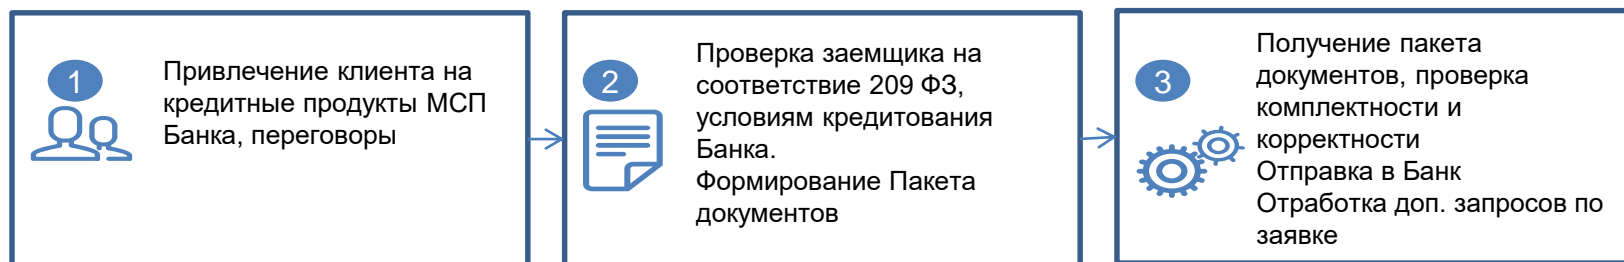 1
Привлечение клиента на
кредитные продукты МСП
Банка, переговоры
2
Проверка заемщика на
соответствие 209 ФЗ,
условиям кредитования
Банка.
Формирование Пакета
документов
3
Получение пакета
документов, проверка
комплектности и
корректности
Отправка в Банк
Отработка доп. запросов по
заявке